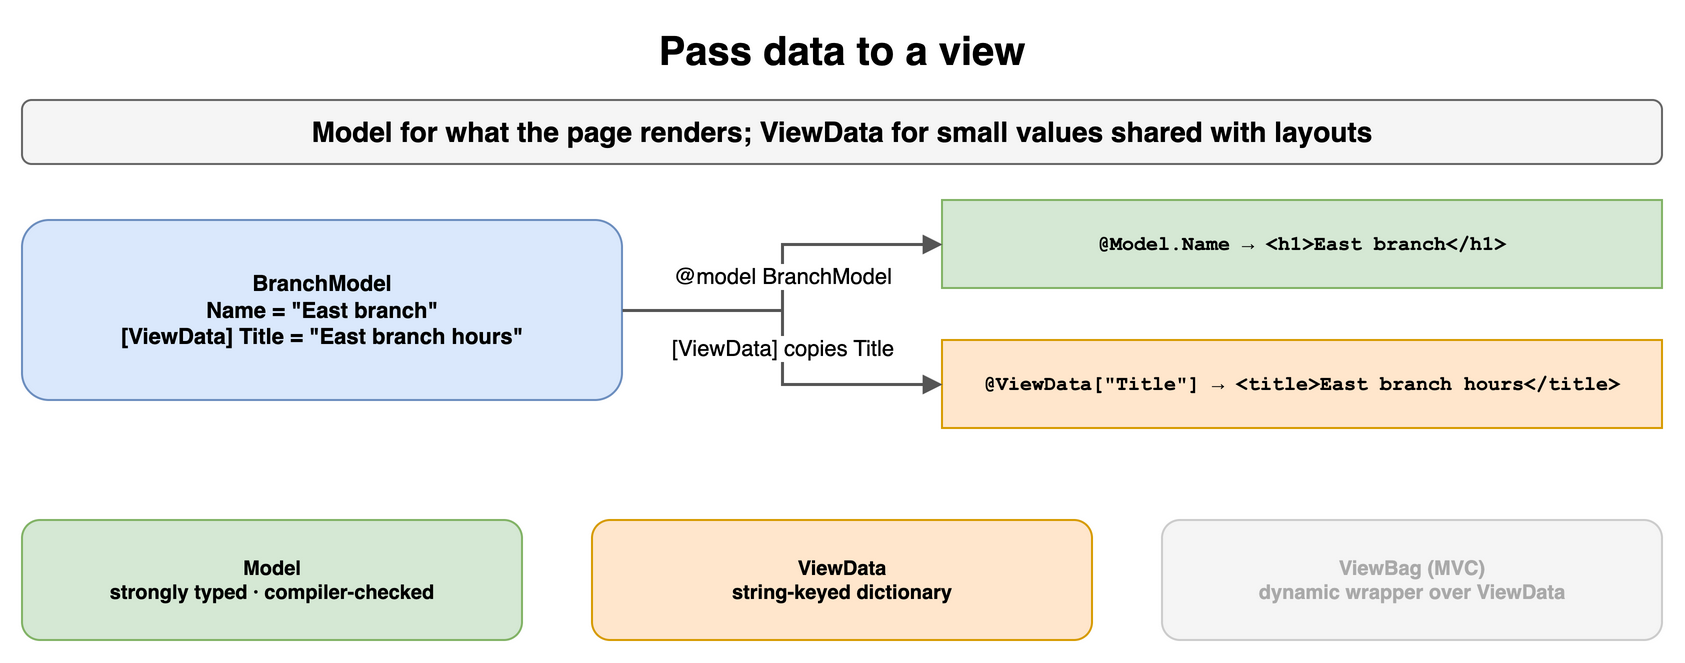 Pass data to a view
Model for what the page renders; ViewData for small values shared with layouts
BranchModel
Name = "East branch"
[ViewData] Title = "East branch hours"
@model BranchModel
[ViewData] copies Title
@Model.Name → <h1>East branch</h1>
@ViewData["Title"] → <title>East branch hours</title>
Model
strongly typed · compiler-checked
ViewData
string-keyed dictionary
ViewBag (MVC)
dynamic wrapper over ViewData